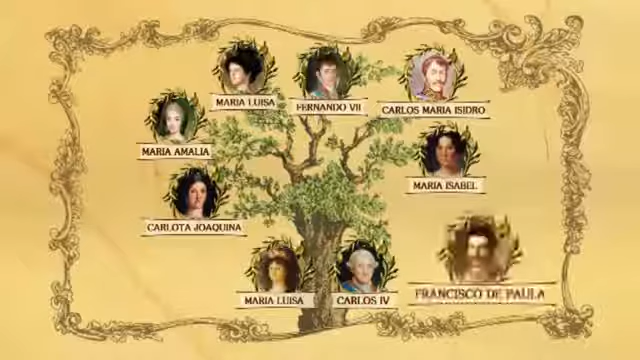 MARIA LUISA
FERNANDO VII
CARLOS MARIA ISIDRO
MARIA AMALIA
MARIA ISABEL
CARLOTA JOAQUINA
MARIA LUISA
CARLOS IV
FRANCISCO DE PAULA